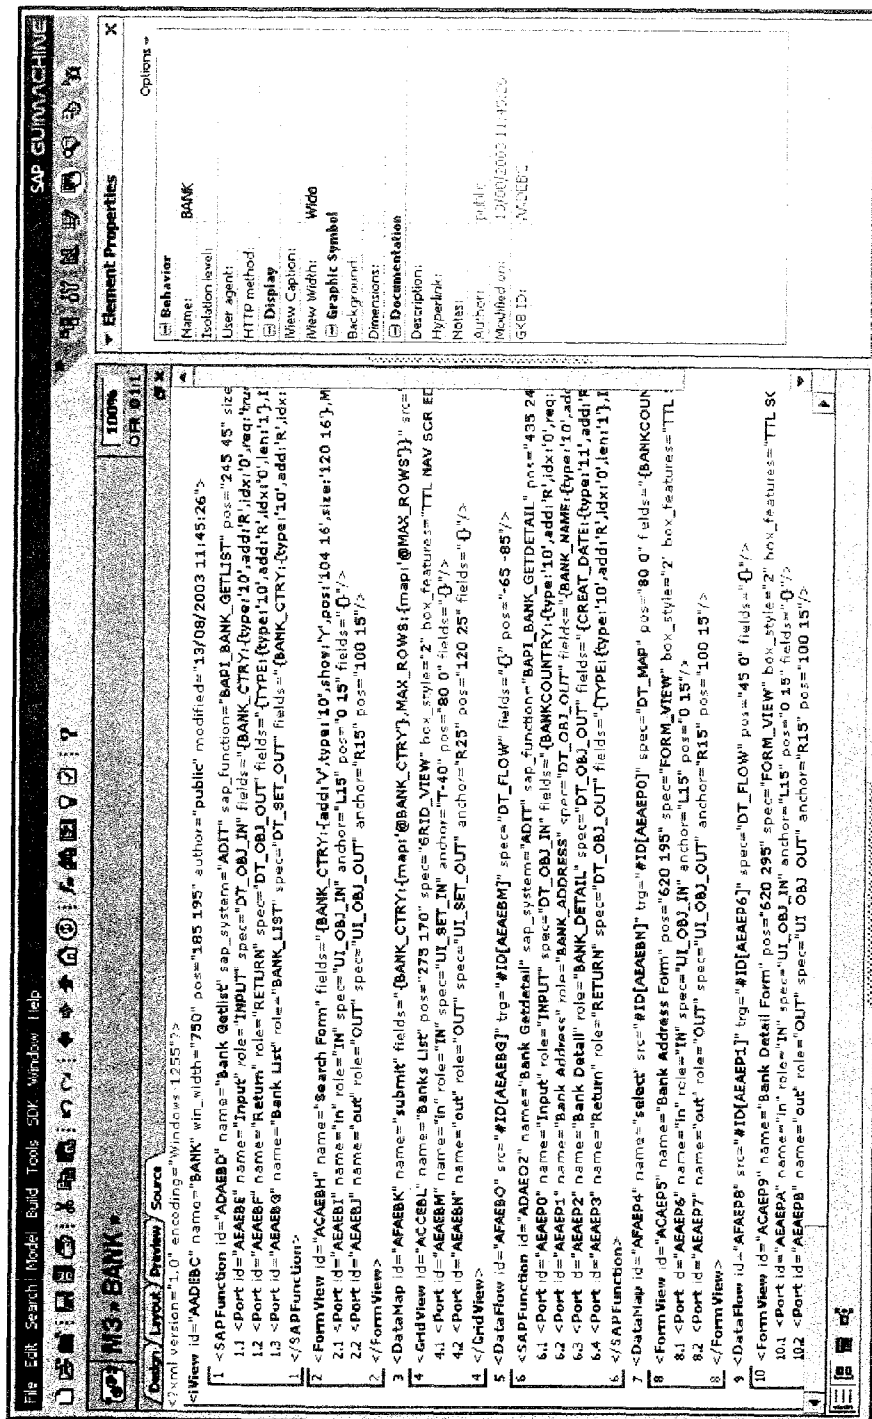 File Edit Search Model Build Tools SDK Window Help
SAP GUIMACHINE
M3 » BANK »
100%
OFR 0:1:1
Design Layout Preview Source
<?xml version="1.0" encoding="Windows-1255"?>
<iView id="AADEBC" name="BANK" win_width="750" pos="185 195" author="public" modified="13/08/2003 11:45:26">
1 <SAPFunction id="ADAEBD" name="Bank Getlist" sap_system="ADIT" sap_function="BAPI_BANK_GETLIST" pos="245 45" size
1.1 <Port id="AEAEBE" name="Input" role="INPUT" spec="DT_OBJ_IN" fields="{BANK_CTRY:{type:'10',add:'R',idx:'0',req:'true
1.2 <Port id="AEAEBF" name="Return" role="RETURN" spec="DT_OBJ_OUT" fields="{TYPE:{type:'10',add:'R',idx:'0',len:'1'},I
1.3 <Port id="AEAEBG" name="Bank List" role="BANK_LIST" spec="DT_SET_OUT" fields="{BANK_CTRY:{type:'10',add:'R',idx:
1 </SAPFunction>
2 <FormView id="ACAEBH" name="Search Form" fields="{BANK_CTRY:{add:'V',type:'10',show:'Y',pos:'104 16',size:'120 16'},M
2.1 <Port id="AEAEBI" name="in" role="IN" spec="UI_OBJ_IN" anchor="L15" pos="0 15" fields="{}"/>
2.2 <Port id="AEAEBJ" name="out" role="OUT" spec="UI_OBJ_OUT" anchor="R15" pos="100 15"/>
2 </FormView>
3 <DataMap id="AFAEBK" name="submit" fields="{BANK_CTRY:{map:'@BANK_CTRY'},MAX_ROWS:{map:'@MAX_ROWS'}}" src="
4 <GridView id="ACCEBL" name="Banks List" pos="275 170" spec="GRID_VIEW" box_style="2" box_features="TTL NAV SCR ED
4.1 <Port id="AEAEBM" name="in" role="IN" spec="UI_SET_IN" anchor="T-40" pos="80 0" fields="{}"/>
4.2 <Port id="AEAEBN" name="out" role="OUT" spec="UI_SET_OUT" anchor="R25" pos="120 25" fields="{}"/>
4 </GridView>
5 <DataFlow id="AFAEBO" src="#ID[AEAEBG]" trg="#ID[AEAEBM]" spec="DT_FLOW" fields="{}" pos="-65 -85"/>
6 <SAPFunction id="ADAEOZ" name="Bank Getdetail" sap_system="ADIT" sap_function="BAPI_BANK_GETDETAIL" pos="435 24
6.1 <Port id="AEAEP0" name="Input" role="INPUT" spec="DT_OBJ_IN" fields="{BANKCOUNTRY:{type:'10',add:'R',idx:'0',req:
6.2 <Port id="AEAEP1" name="Bank Address" role="BANK_ADDRESS" spec="DT_OBJ_OUT" fields="{BANK_NAME:{type:'10',add
6.3 <Port id="AEAEP2" name="Bank Detail" role="BANK_DETAIL" spec="DT_OBJ_OUT" fields="{CREAT_DATE:{type:'11',add:'R
6.4 <Port id="AEAEP3" name="Return" role="RETURN" spec="DT_OBJ_OUT" fields="{TYPE:{type:'10',add:'R',idx:'0',len:'1'},I
6 </SAPFunction>
7 <DataMap id="AFAEP4" name="select" src="#ID[AEAEBN]" trg="#ID[AEAEP0]" spec="DT_MAP" pos="80 0" fields="{BANKCOUN
8 <FormView id="ACAEP5" name="Bank Address Form" pos="620 195" spec="FORM_VIEW" box_style="2" box_features="TTL
8.1 <Port id="AEAEP6" name="in" role="IN" spec="UI_OBJ_IN" anchor="L15" pos="0 15"/>
8.2 <Port id="AEAEP7" name="out" role="OUT" spec="UI_OBJ_OUT" anchor="R15" pos="100 15"/>
8 </FormView>
9 <DataFlow id="AFAEP8" src="#ID[AEAEP1]" trg="#ID[AEAEP6]" spec="DT_FLOW" pos="45 0" fields="{}"/>
10 <FormView id="ACAEP9" name="Bank Detail Form" pos="620 295" spec="FORM_VIEW" box_style="2" box_features="TTL SC
10.1 <Port id="AEAEPA" name="in" role="IN" spec="UI_OBJ_IN" anchor="L15" pos="0 15" fields="{}"/>
10.2 <Port id="AEAEPB" name="out" role="OUT" spec="UI_OBJ_OUT" anchor="R15" pos="100 15"/>
Element Properties
Options
Behavior
Name: BANK
Isolation level:
User agent:
HTTP method:
Display
iView Caption:
iView Width: Wide
Graphic Symbol
Background:
Dimensions:
Documentation
Description:
Hyperlink:
Notes:
Author: public
Modified on: 13/08/2003 11:45:26
GKB ID: AADEBC